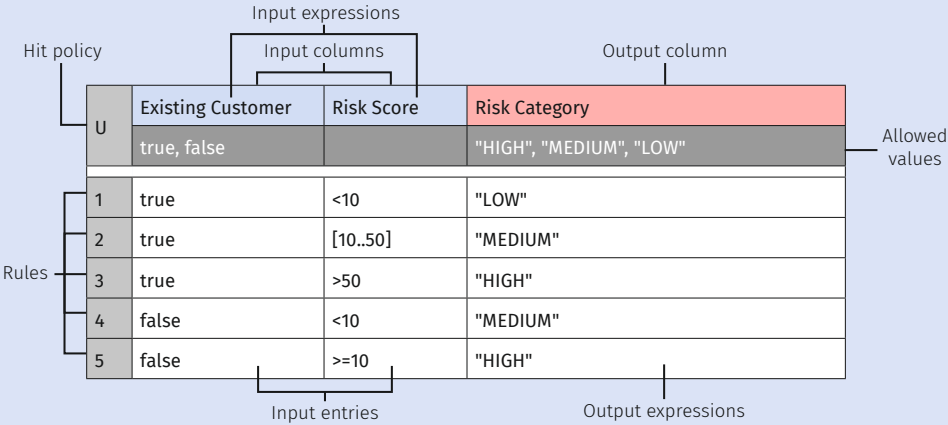 Input expressions
Hit policy
Input columns
Output column
U
Existing Customer
Risk Score
Risk Category
true, false
"HIGH", "MEDIUM", "LOW"
Allowed
values
1 true <10 "LOW"
2 true [10..50] "MEDIUM"
Rules
3 true >50 "HIGH"
4 false <10 "MEDIUM"
5 false >=10 "HIGH"
Input entries
Output expressions